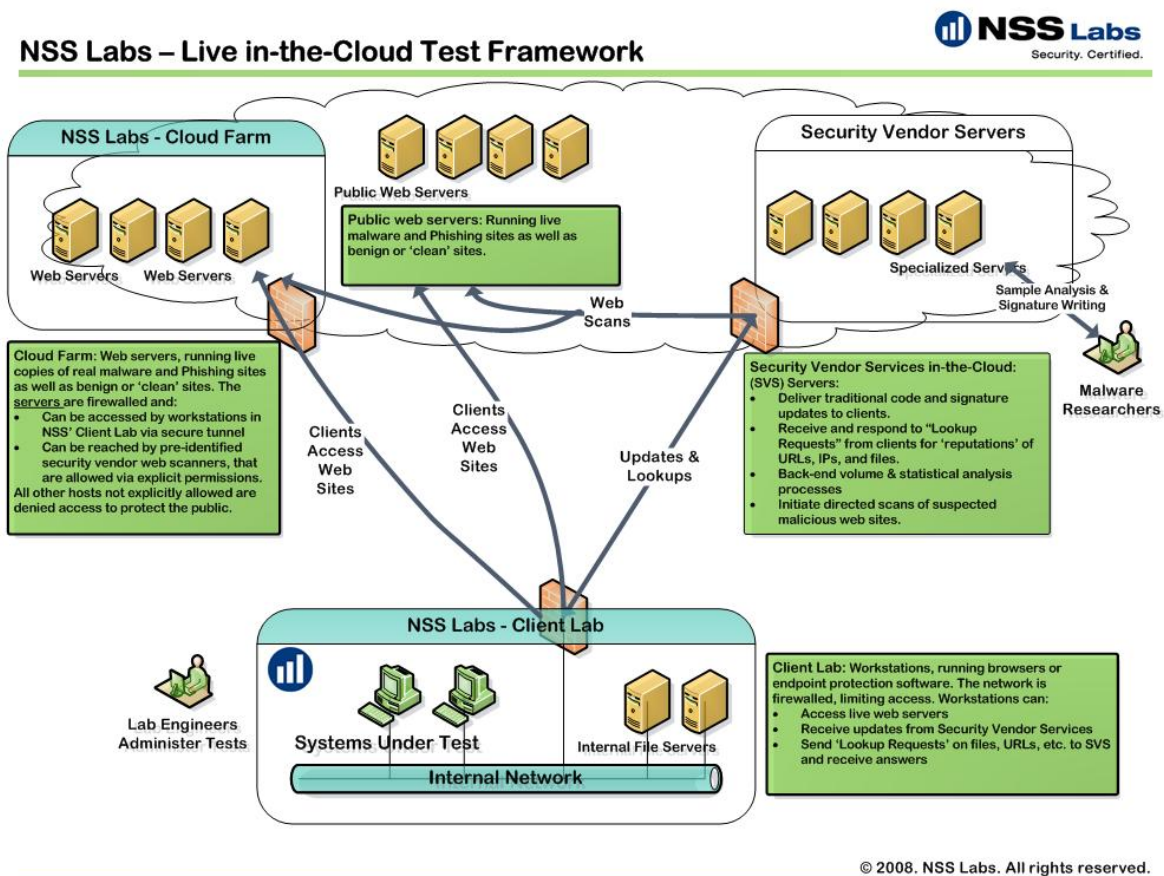 NSS Labs – Live in-the-Cloud Test Framework
NSS Labs
Security. Certified.
NSS Labs - Cloud Farm
Web Servers
Web Servers
Public Web Servers
Public web servers: Running live
malware and Phishing sites as well as
benign or ‘clean’ sites.
Security Vendor Servers
Specialized Servers
Sample Analysis &
Signature Writing
Malware
Researchers
Web
Scans
Cloud Farm: Web servers, running live
copies of real malware and Phishing sites
as well as benign or ‘clean’ sites. The
servers are firewalled and:
• Can be accessed by workstations in
NSS’ Client Lab via secure tunnel
• Can be reached by pre-identified
security vendor web scanners, that
are allowed via explicit permissions.
All other hosts not explicitly allowed are
denied access to protect the public.
Clients
Access
Web
Sites
Clients
Access
Web
Sites
Updates &
Lookups
Security Vendor Services in-the-Cloud:
(SVS) Servers:
• Deliver traditional code and signature
updates to clients.
• Receive and respond to “Lookup
Requests” from clients for ‘reputations’ of
URLs, IPs, and files.
• Back-end volume & statistical analysis
processes
• Initiate directed scans of suspected
malicious web sites.
NSS Labs - Client Lab
Lab Engineers
Administer Tests
Systems Under Test
Internal File Servers
Internal Network
Client Lab: Workstations, running browsers or
endpoint protection software. The network is
firewalled, limiting access. Workstations can:
• Access live web servers
• Receive updates from Security Vendor Services
• Send ‘Lookup Requests’ on files, URLs, etc. to SVS
and receive answers
© 2008. NSS Labs. All rights reserved.